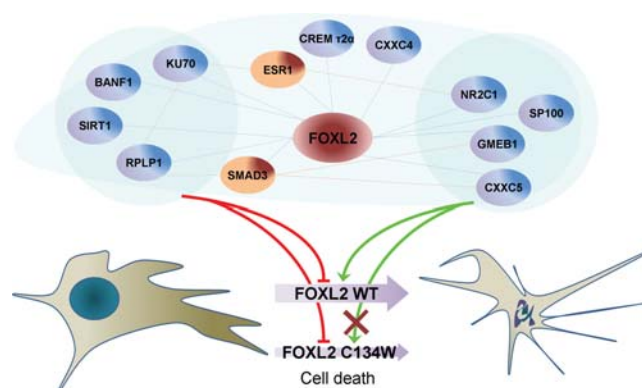 CREM τ2α
CXXC4
KU70
ESR1
BANF1
NR2C1
SP100
SIRT1
FOXL2
GMEB1
RPLP1
SMAD3
CXXC5
FOXL2 WT
FOXL2 C134W
Cell death